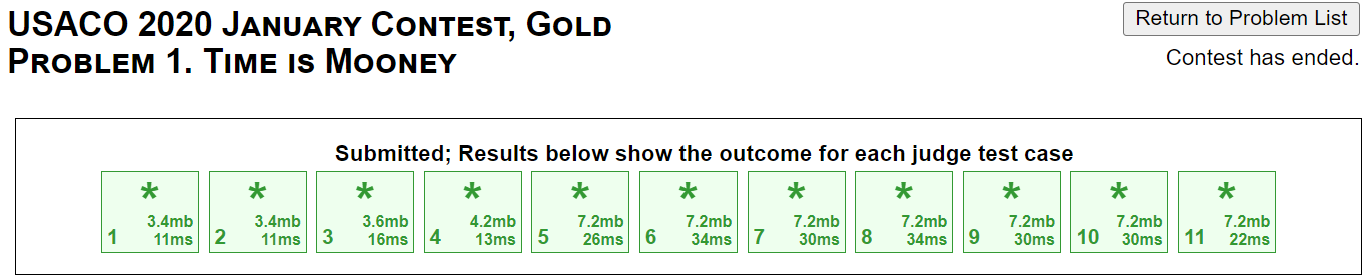 USACO 2020 January Contest, Gold
Problem 1. Time is Mooney
Return to Problem List
Contest has ended.
Submitted; Results below show the outcome for each judge test case
* * * * * * * * * * *
3.4mb 3.4mb 3.6mb 4.2mb 7.2mb 7.2mb 7.2mb 7.2mb 7.2mb 7.2mb 7.2mb
1 11ms 2 11ms 3 16ms 4 13ms 5 26ms 6 34ms 7 30ms 8 34ms 9 30ms 10 30ms 11 22ms